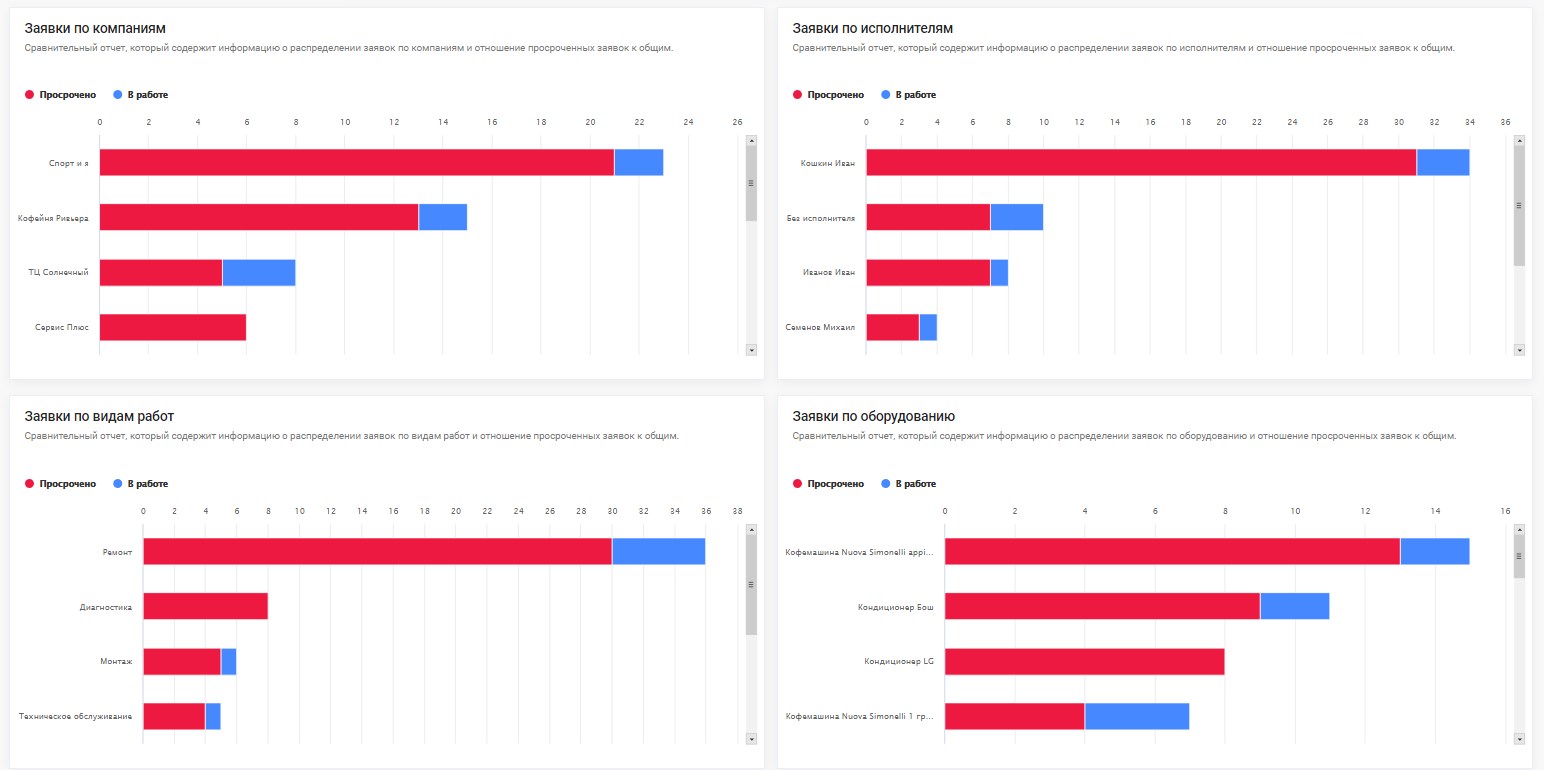 Заявки по компаниям
Сравнительный отчет, который содержит информацию о распределении заявок по компаниям и отношение просроченных заявок к общим.
Просрочено В работе
0 2 4 6 8 10 12 14 16 18 20 22 24 26
Спорт и я
Кофейня Ривьера
ТЦ Солнечный
Сервис Плюс
Заявки по исполнителям
Сравнительный отчет, который содержит информацию о распределении заявок по исполнителям и отношение просроченных заявок к общим.
Просрочено В работе
0 2 4 6 8 10 12 14 16 18 20 22 24 26 28 30 32 34 36
Кошкин Иван
Без исполнителя
Иванов Иван
Семенов Михаил
Заявки по видам работ
Сравнительный отчет, который содержит информацию о распределении заявок по видам работ и отношение просроченных заявок к общим.
Просрочено В работе
0 2 4 6 8 10 12 14 16 18 20 22 24 26 28 30 32 34 36 38
Ремонт
Диагностика
Монтаж
Техническое обслуживание
Заявки по оборудованию
Сравнительный отчет, который содержит информацию о распределении заявок по оборудованию и отношение просроченных заявок к общим.
Просрочено В работе
0 2 4 6 8 10 12 14 16
Кофемашина Nuova Simonelli appi...
Кондиционер Бош
Кондиционер LG
Кофемашина Nuova Simonelli 1 гр...